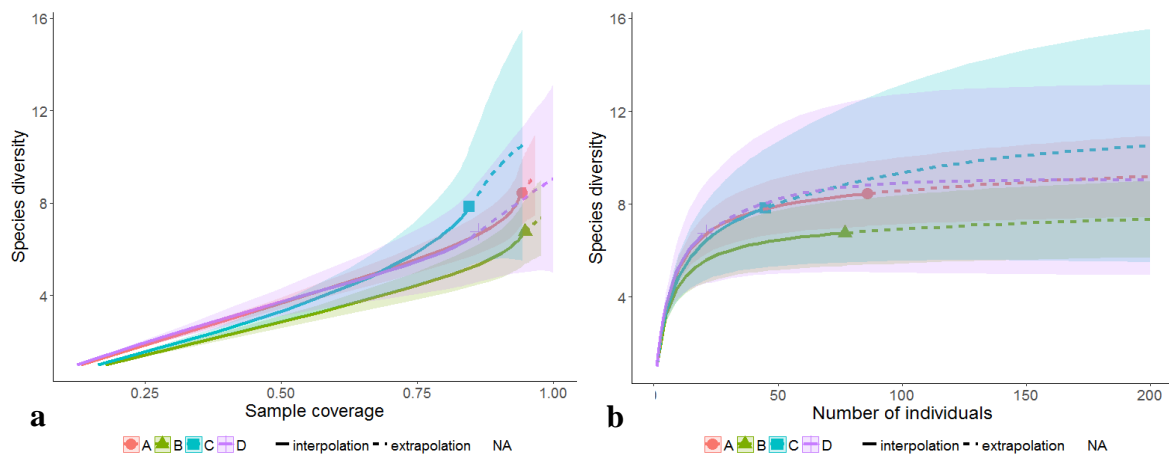 16
12
8
4
Species diversity
0.25
0.50
0.75
1.00
Sample coverage
a
A
B
C
D
interpolation
extrapolation
NA
16
12
8
4
Species diversity
50
100
150
200
Number of individuals
b
A
B
C
D
interpolation
extrapolation
NA